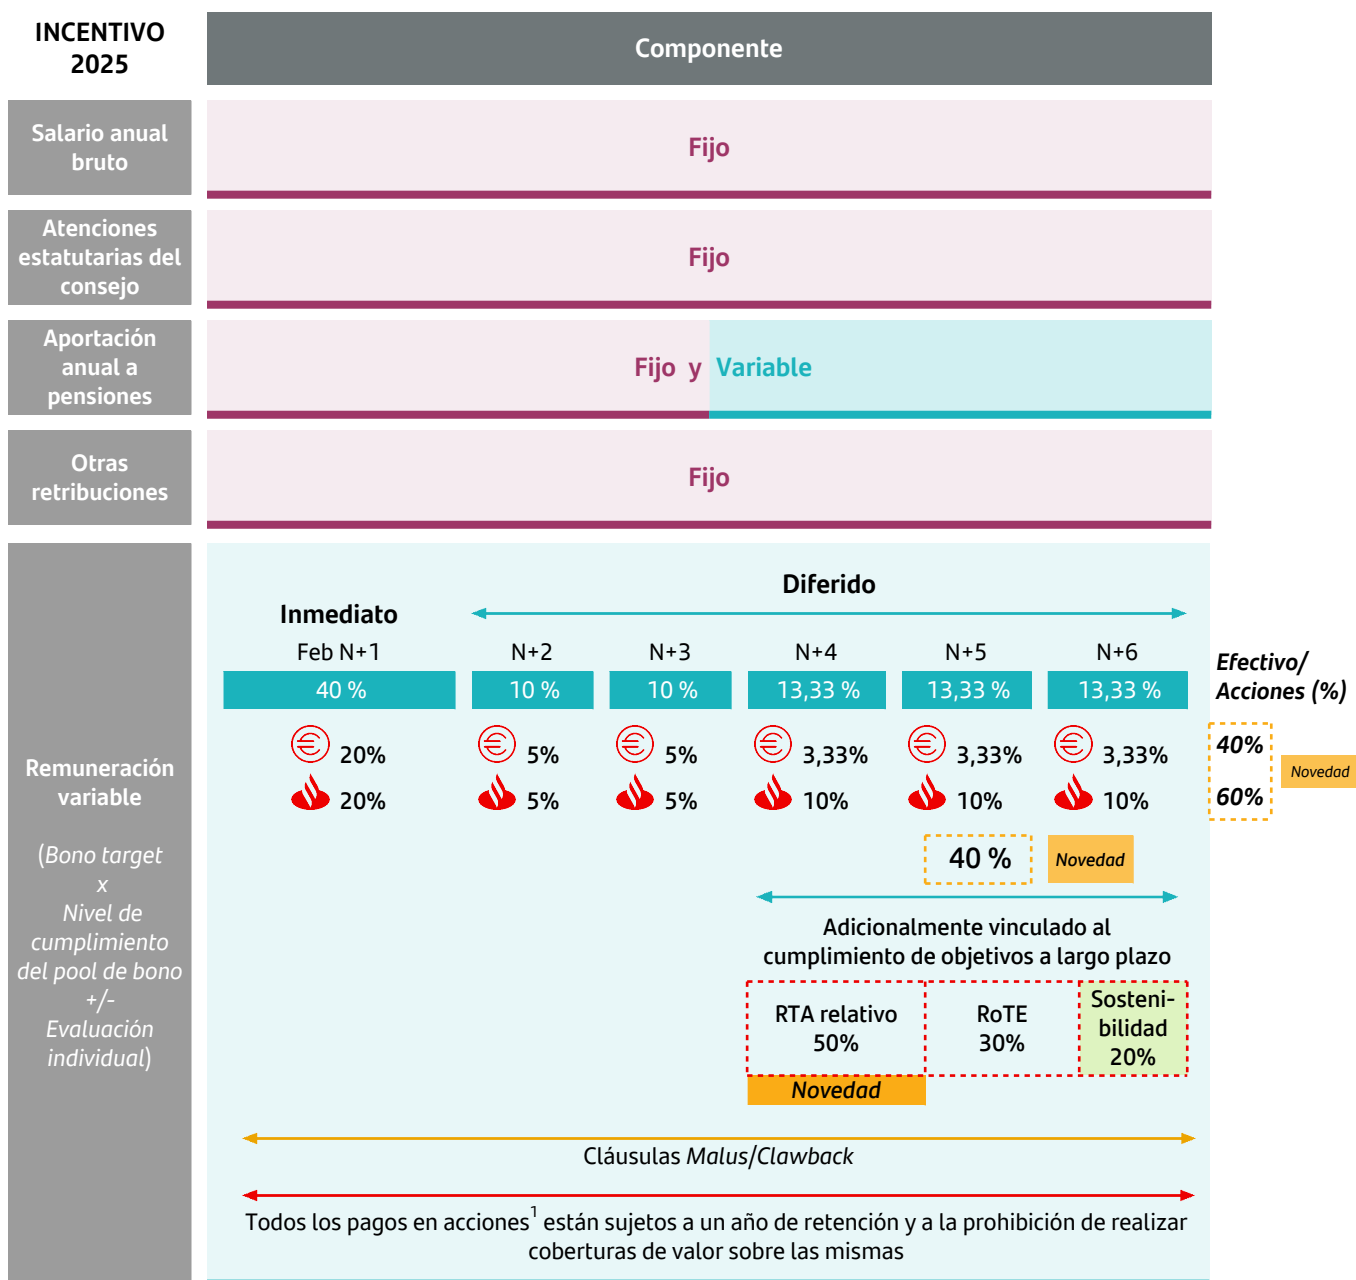 INCENTIVO
2025
Componente
Salario anual
bruto
Fijo
Atenciones
estatutarias del
consejo
Fijo
Aportación
anual a
pensiones
Fijo y Variable
Otras
retribuciones
Fijo
Remuneración
variable
(Bono target
x
Nivel de
cumplimiento
del pool de bono
+/-
Evaluación
individual)
Diferido
Inmediato
Feb N+1 N+2 N+3 N+4 N+5 N+6
40 % 10 % 10 % 13,33 % 13,33 % 13,33 %
Efectivo/
Acciones (%)
20% 5% 5% 3,33% 3,33% 3,33% 40%
Novedad
20% 5% 5% 10% 10% 10% 60%
40 % Novedad
Adicionalmente vinculado al
cumplimiento de objetivos a largo plazo
RTA relativo
50%
RoTE
30%
Sosteni-
bilidad
20%
Novedad
Cláusulas Malus/Clawback
Todos los pagos en acciones¹ están sujetos a un año de retención y a la prohibición de realizar
coberturas de valor sobre las mismas